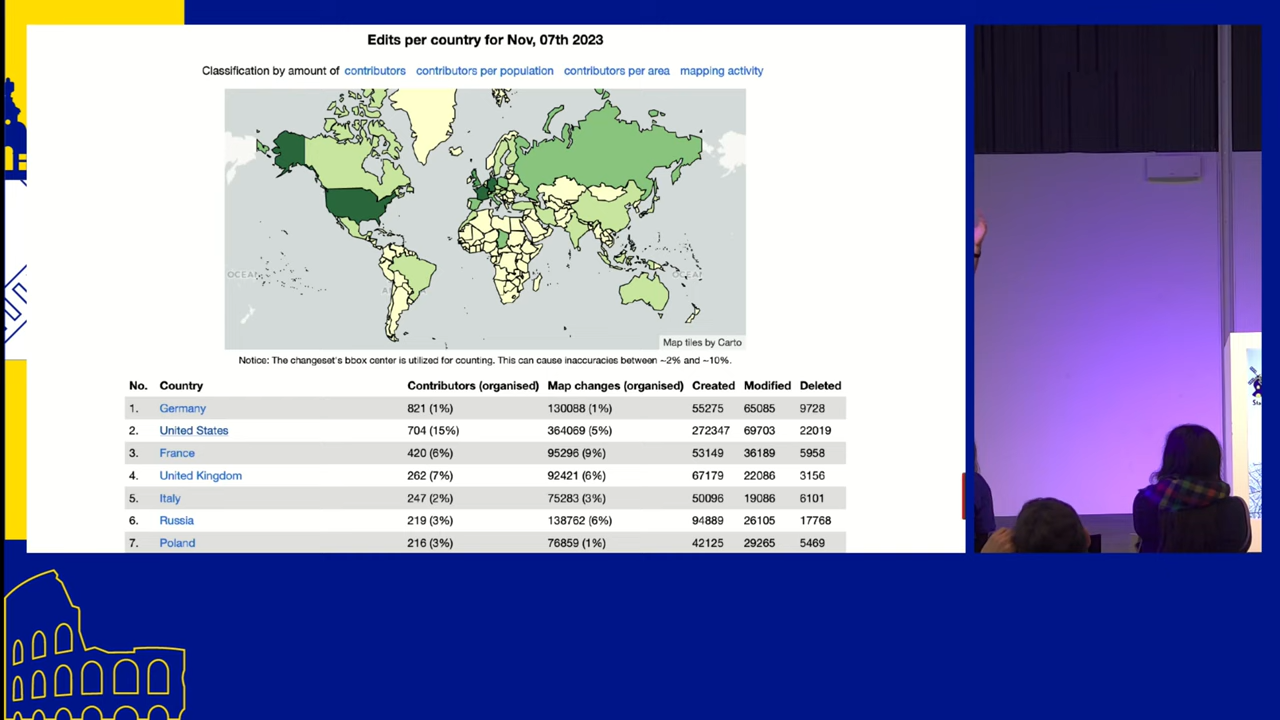 Edits per country for Nov, 07th 2023
Classification by amount of contributors contributors per population contributors per area mapping activity
OCEAN
OCEAN
A
Map tiles by Carto
Notice: The changeset's bbox center is utilized for counting. This can cause inaccuracies between ~2% and ~10%.
No. Country Contributors (organised) Map changes (organised) Created Modified Deleted
1. Germany 821 (1%) 130088 (1%) 55275 65085 9728
2. United States 704 (15%) 364069 (5%) 272347 69703 22019
3. France 420 (6%) 95296 (9%) 53149 36189 5958
4. United Kingdom 262 (7%) 92421 (6%) 67179 22086 3156
5. Italy 247 (2%) 75283 (3%) 50096 19086 6101
6. Russia 219 (3%) 138762 (6%) 94889 26105 17768
7. Poland 216 (3%) 76859 (1%) 42125 29265 5469